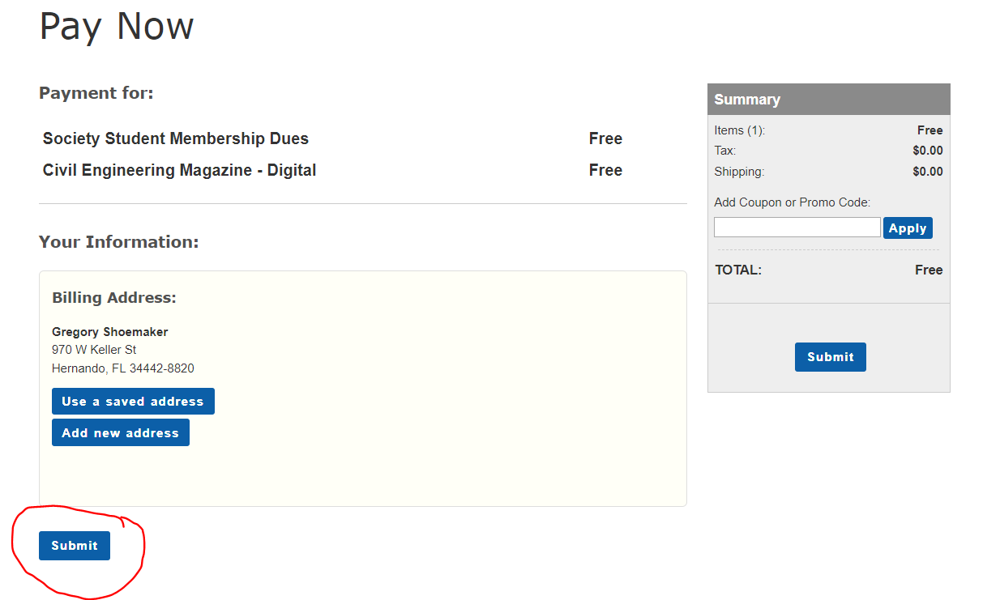 Pay Now
Payment for:
Society Student Membership Dues Free
Civil Engineering Magazine - Digital Free
Your Information:
Billing Address:
Gregory Shoemaker
970 W Keller St
Hernando, FL 34442-8820
Use a saved address
Add new address
Submit
Summary
Items (1): Free
Tax: $0.00
Shipping: $0.00
Add Coupon or Promo Code:
Apply
TOTAL: Free
Submit